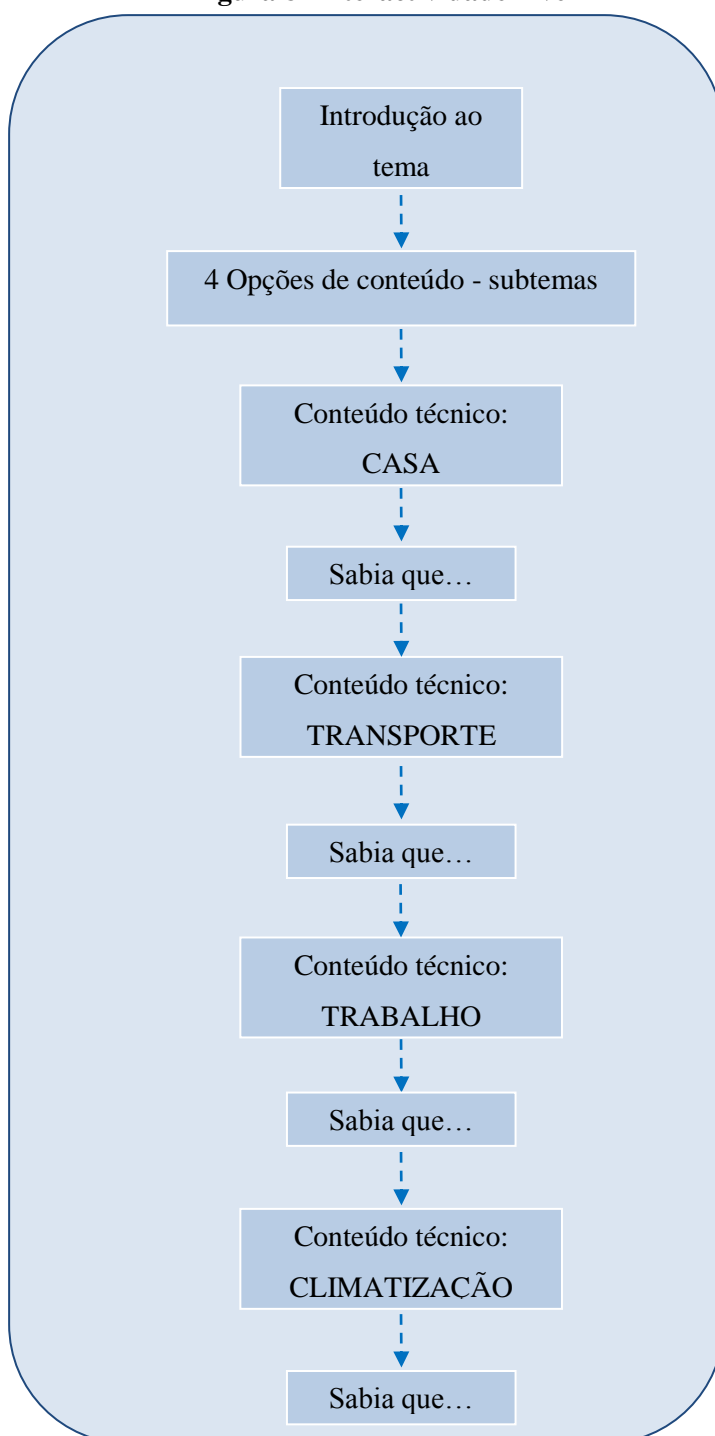 Introdução ao
tema
4 Opções de conteúdo - subtemas
Conteúdo técnico:
CASA
Sabia que…
Conteúdo técnico:
TRANSPORTE
Sabia que…
Conteúdo técnico:
TRABALHO
Sabia que…
Conteúdo técnico:
CLIMATIZAÇÃO
Sabia que…